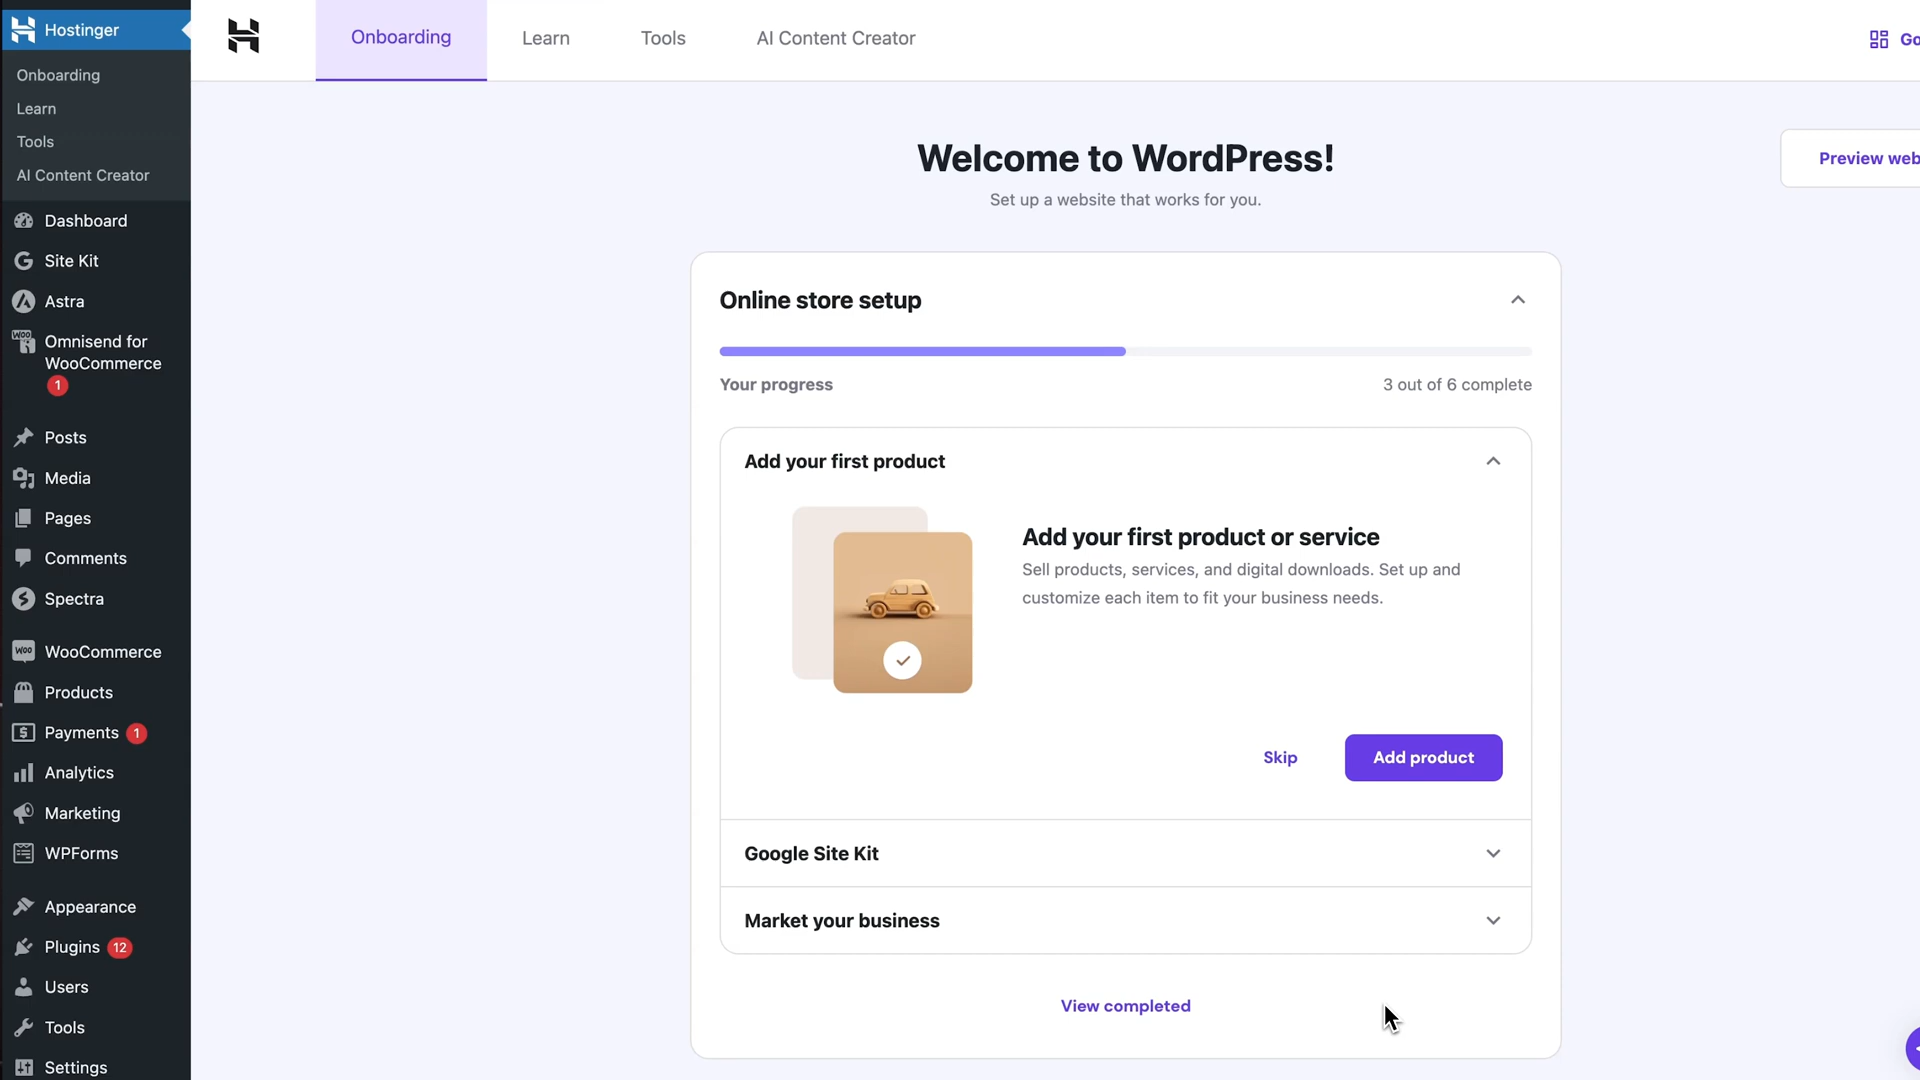 Hostinger
Onboarding
Learn
Tools
AI Content Creator
Dashboard
Site Kit
Astra
Omnisend for
WooCommerce
1
Posts
Media
Pages
Comments
Spectra
WooCommerce
Products
Payments 1
Analytics
Marketing
WPForms
Appearance
Plugins 12
Users
Tools
Settings
Onboarding
Learn
Tools
AI Content Creator
Go
Welcome to WordPress!
Set up a website that works for you.
Preview web
Online store setup
Your progress
3 out of 6 complete
Add your first product
Add your first product or service
Sell products, services, and digital downloads. Set up and
customize each item to fit your business needs.
Skip
Add product
Google Site Kit
Market your business
View completed